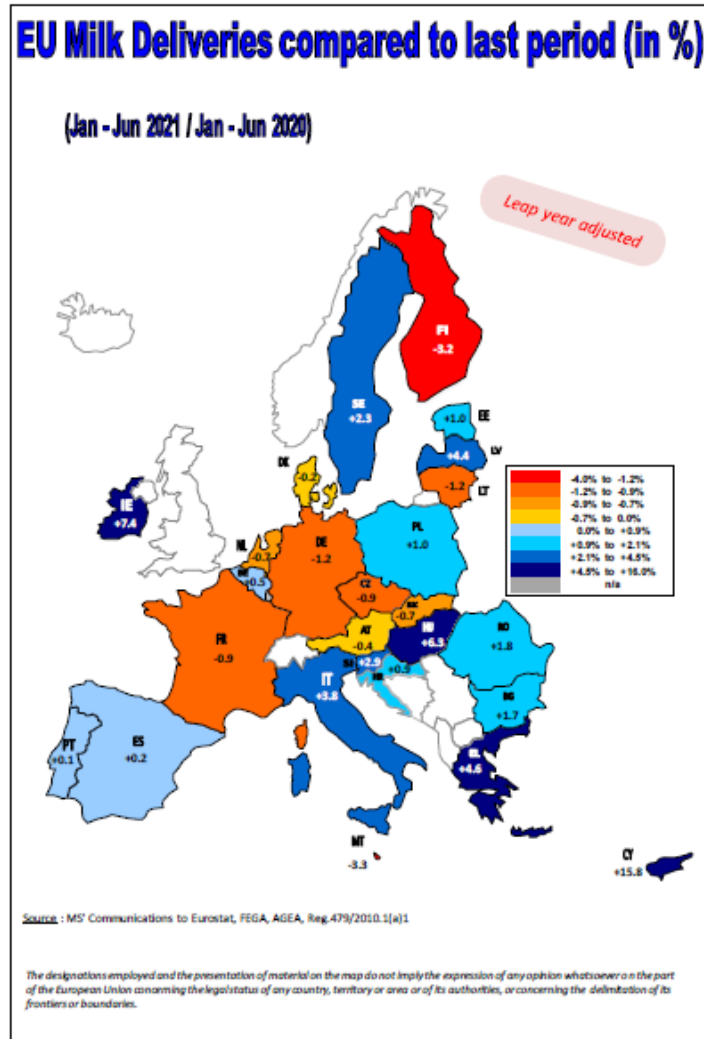 EU Milk Deliveries compared to last period (in %)
(Jan - Jun 2021 / Jan - Jun 2020)
Leap year adjusted
FI
-3.2
SE
+2.3
+1.0
EE
LV
+4.4
DK
-0.2
-1.2
LT
IE
+7.4
-4.0% to -1.2%
-1.2% to -0.9%
-0.9% to -0.7%
-0.7% to 0.0%
0.0% to +0.9%
+0.9% to +2.1%
+2.1% to +4.5%
+4.5% to +16.0%
n/a
NL
DE
-1.2
PL
+1.0
+0.5
CZ
-0.9
-0.7
FR
-0.9
AT
-0.4
HU
+6.3
RO
+1.8
+2.9
+0.9
IT
+3.8
BG
+1.7
PT
+0.1
ES
+0.2
EL
+4.6
MT
-3.3
CY
+15.8
Source : MS' Communications to Eurostat, FEGA, AGEA, Reg.479/2010.1(a)1
The designations employed and the presentation of material on the map do not imply the expression of any opinion whatsoever on the part
of the European Union concerning the legal status of any country, territory or area or of its authorities, or concerning the delimitation of its
frontiers or boundaries.